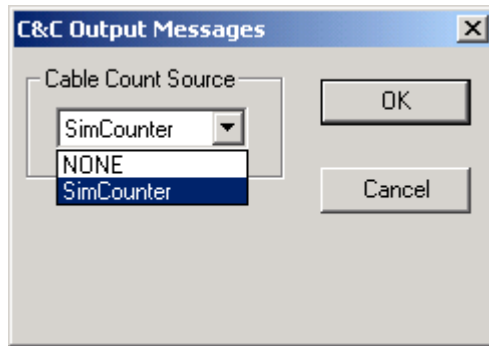 C&C Output Messages
Cable Count Source
SimCounter
NONE
SimCounter
OK
Cancel